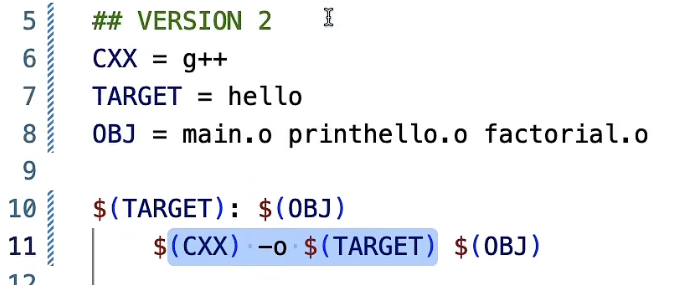 5 ## VERSION 2
6 CXX = g++
7 TARGET = hello
8 OBJ = main.o printhello.o factorial.o
9
10 $(TARGET): $(OBJ)
11 $(CXX) -o $(TARGET) $(OBJ)
12